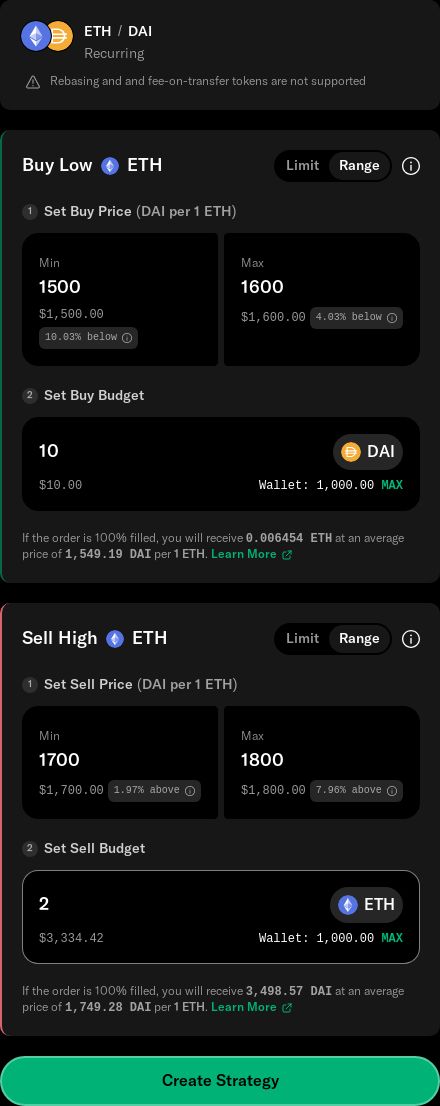 ETH / DAI
Recurring
Rebasing and and fee-on-transfer tokens are not supported
Buy Low ETH Limit Range
1 Set Buy Price (DAI per 1 ETH)
Min Max
1500 1600
$1,500.00 $1,600.00 4.03% below
10.03% below
2 Set Buy Budget
10 DAI
$10.00 Wallet: 1,000.00 MAX
If the order is 100% filled, you will receive 0.006454 ETH at an average
price of 1,549.19 DAI per 1 ETH. Learn More
Sell High ETH Limit Range
1 Set Sell Price (DAI per 1 ETH)
Min Max
1700 1800
$1,700.00 1.97% above $1,800.00 7.96% above
2 Set Sell Budget
2 ETH
$3,334.42 Wallet: 1,000.00 MAX
If the order is 100% filled, you will receive 3,498.57 DAI at an average
price of 1,749.28 DAI per 1 ETH. Learn More
Create Strategy